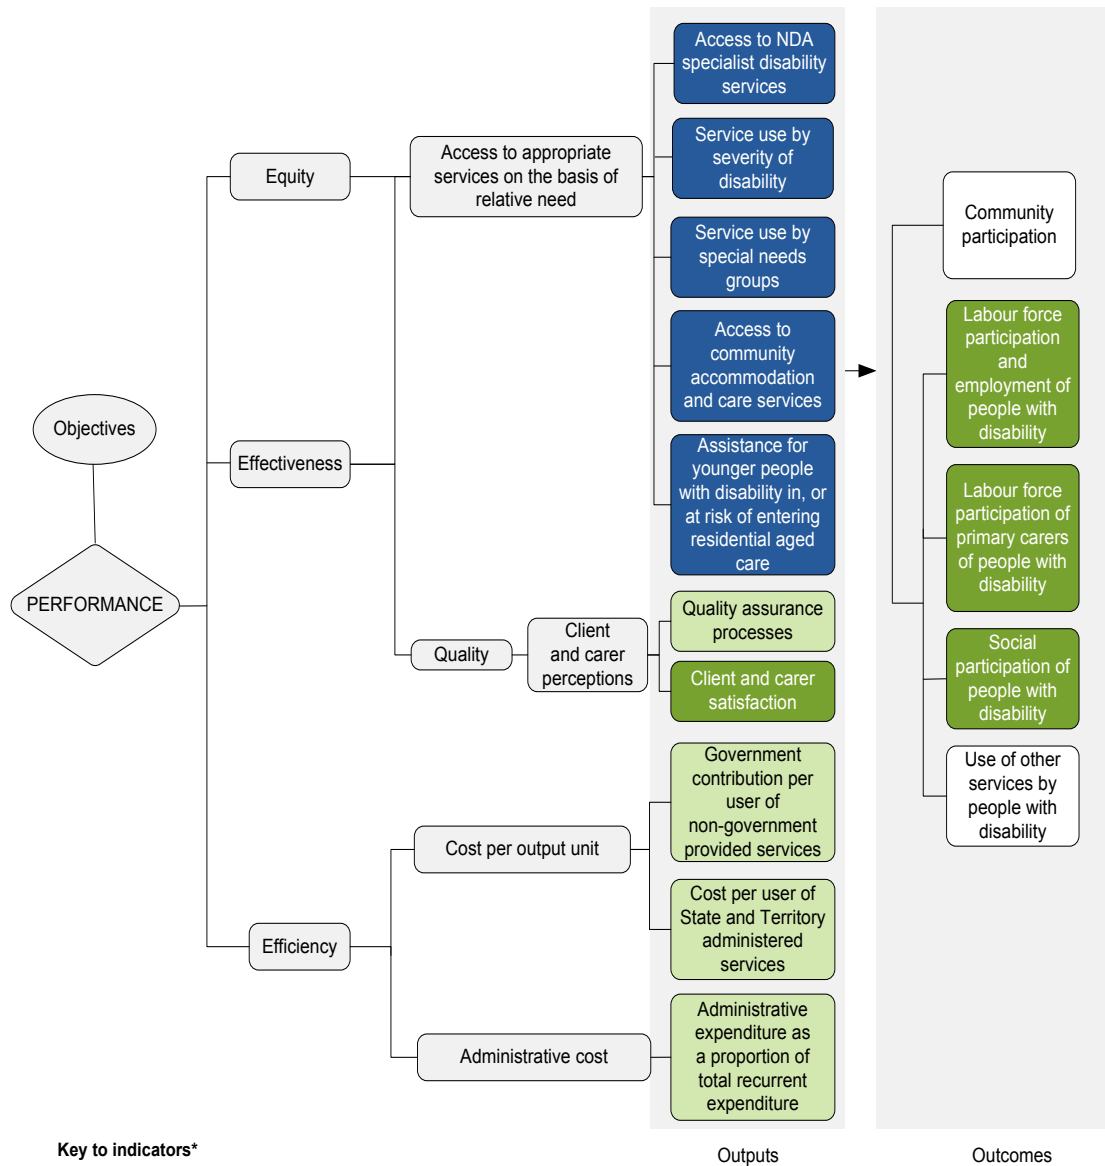 Objectives
PERFORMANCE
Equity
Effectiveness
Efficiency
Access to appropriate
services on the basis of
relative need
Quality
Client
and carer
perceptions
Cost per output unit
Administrative cost
Access to NDA
specialist disability
services
Service use by
severity of
disability
Service use by
special needs
groups
Access to
community
accommodation
and care services
Assistance for
younger people
with disability in, or
at risk of entering
residential aged
care
Quality assurance
processes
Client and carer
satisfaction
Government
contribution per
user of
non-government
provided services
Cost per user of
State and Territory
administered
services
Administrative
expenditure as
a proportion of
total recurrent
expenditure
Community
participation
Labour force
participation
and
employment of
people with
disability
Labour force
participation of
primary carers
of people with
disability
Social
participation of
people with
disability
Use of other
services by
people with
disability
Key to indicators*
Outputs
Outcomes